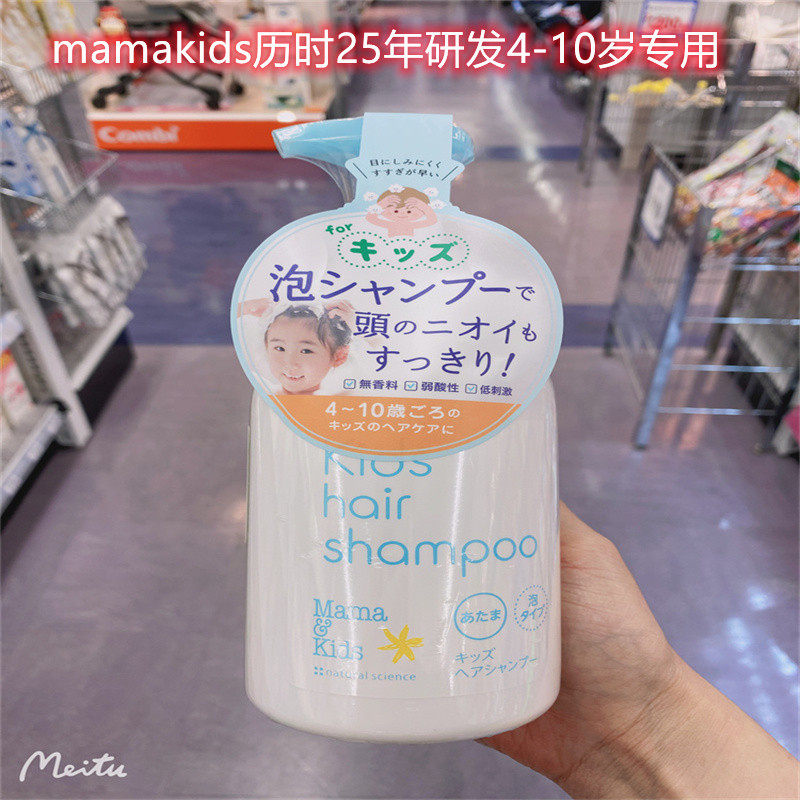 mamakids历时25年研发4-10岁专用
Combi
目にしみにくく
すすぎが早い
for
キッズ
泡シャンプーで
頭のニオイも
すっきり!
無香料 弱酸性 低刺激
4～10歳ごろの
キッズのヘアケアに
Kids
hair
shampoo
Mama
&
Kids
natural science
あたま
泡
タイプ
キッズ
ヘアシャンプー
Meitu